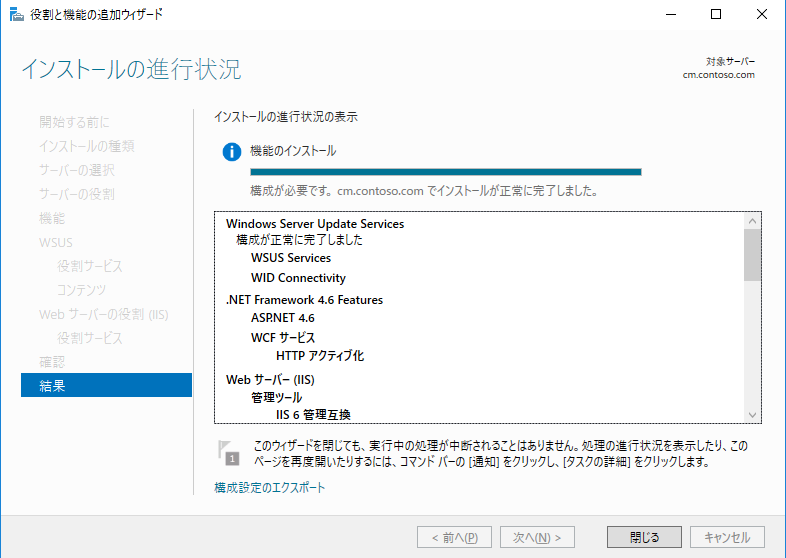 役割と機能の追加ウィザード
インストールの進行状況
対象サーバー
cm.contoso.com
開始する前に
インストールの種類
サーバーの選択
サーバーの役割
機能
WSUS
役割サービス
コンテンツ
Web サーバーの役割 (IIS)
役割サービス
確認
結果
インストールの進行状況の表示
機能のインストール
構成が必要です。cm.contoso.com でインストールが正常に完了しました。
Windows Server Update Services
構成が正常に完了しました
WSUS Services
WID Connectivity
.NET Framework 4.6 Features
ASP.NET 4.6
WCF サービス
HTTP アクティブ化
Web サーバー (IIS)
管理ツール
IIS 6 管理互換
1
このウィザードを閉じても、実行中の処理が中断されることはありません。処理の進行状況を表示したり、この
ページを再度開いたりするには、コマンド バーの [通知] をクリックし、[タスクの詳細] をクリックします。
構成設定のエクスポート
< 前へ(P)
次へ(N) >
閉じる
キャンセル